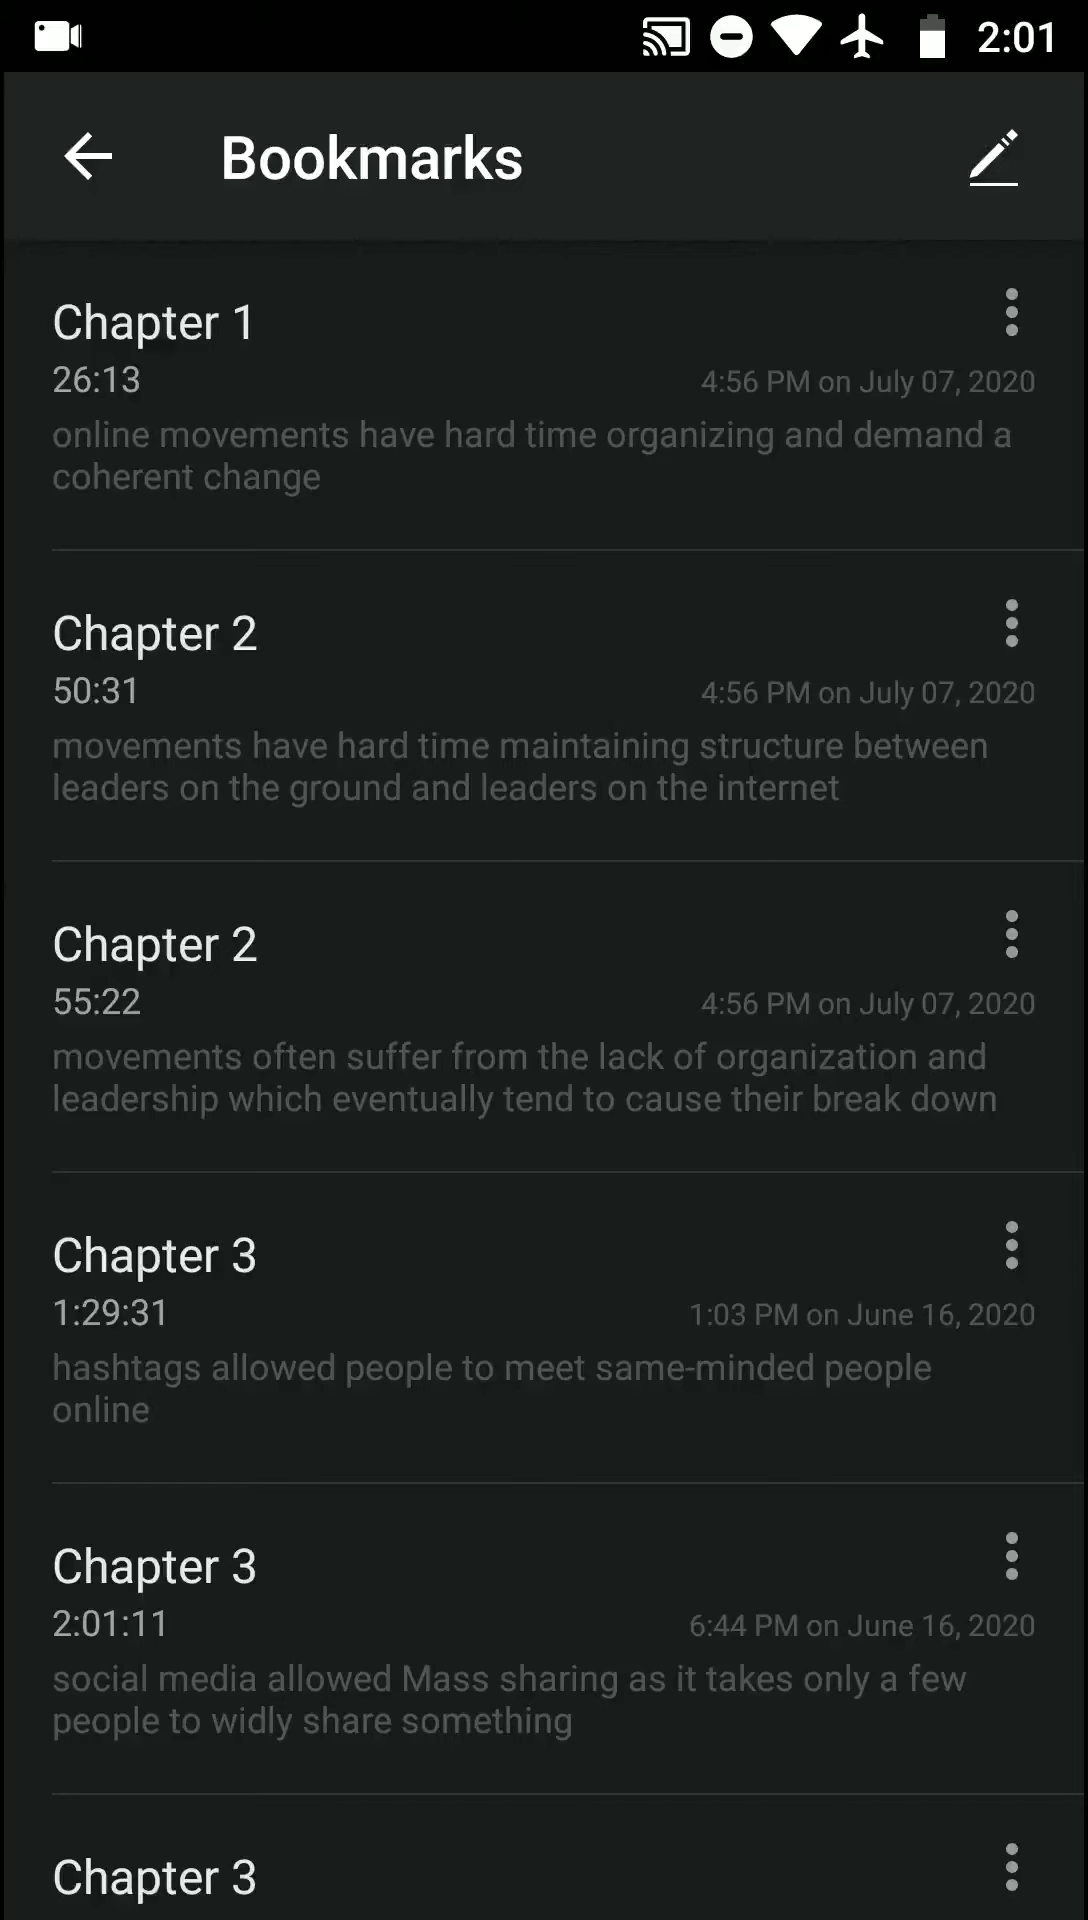 2:01
Bookmarks
Chapter 1
26:13
4:56 PM on July 07, 2020
online movements have hard time organizing and demand a
coherent change
Chapter 2
50:31
4:56 PM on July 07, 2020
movements have hard time maintaining structure between
leaders on the ground and leaders on the internet
Chapter 2
55:22
4:56 PM on July 07, 2020
movements often suffer from the lack of organization and
leadership which eventually tend to cause their break down
Chapter 3
1:29:31
1:03 PM on June 16, 2020
hashtags allowed people to meet same-minded people
online
Chapter 3
2:01:11
6:44 PM on June 16, 2020
social media allowed Mass sharing as it takes only a few
people to widly share something
Chapter 3